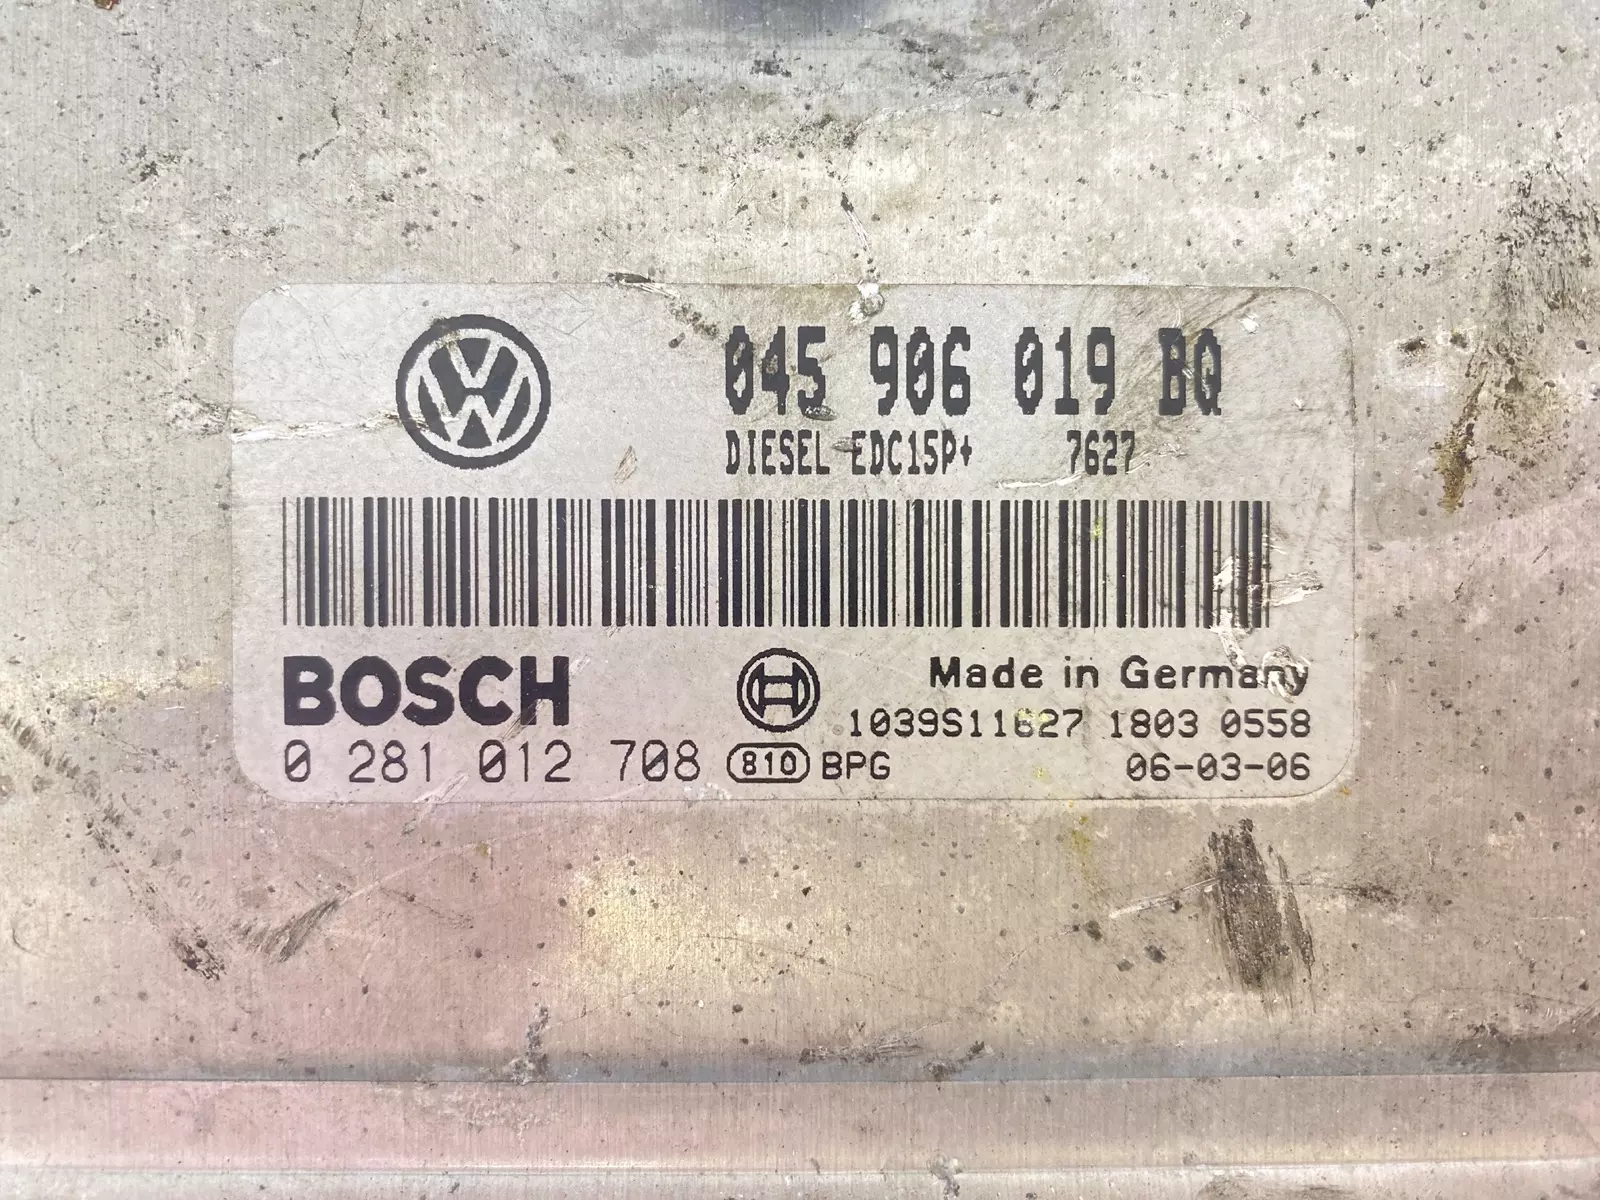 045 906 019 BQ
DIESEL EDC15P+ 7627
BOSCH
Made in Germany
1039S11627 1803 0558
0 281 012 708 810 BPG 06-03-06